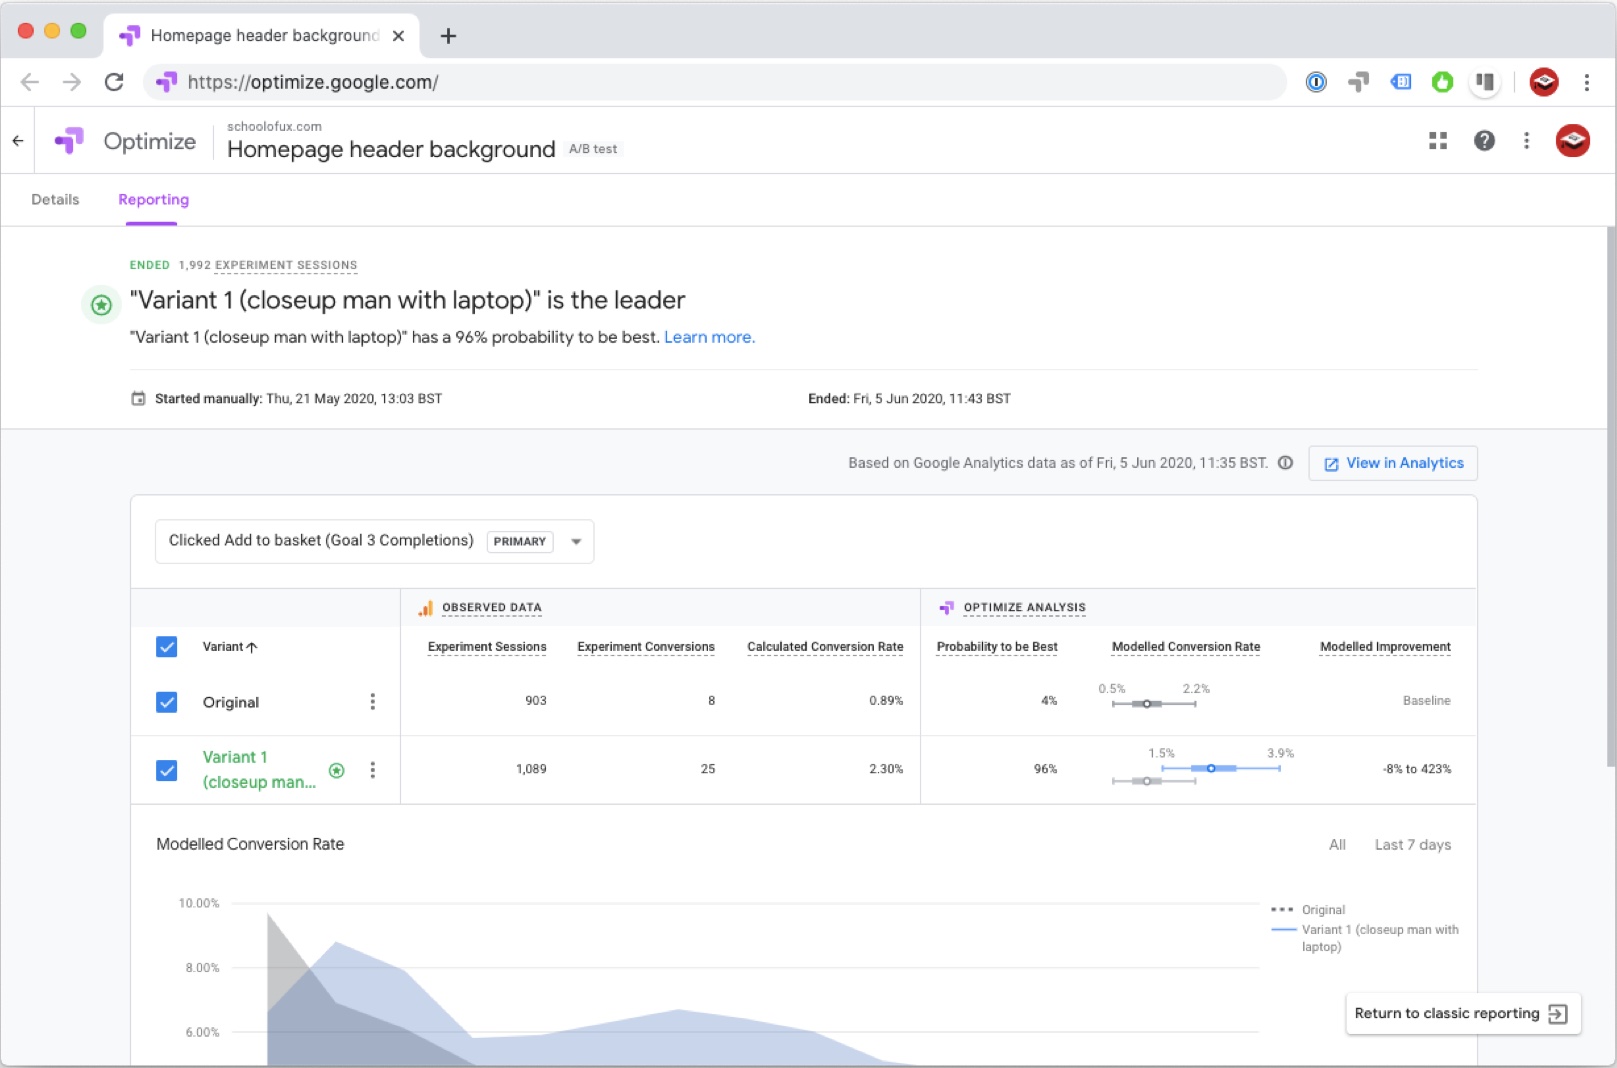 Homepage header background
https://optimize.google.com/
Optimize
schoolofux.com
Homepage header background A/B test
Details Reporting
ENDED 1,992 EXPERIMENT SESSIONS
"Variant 1 (closeup man with laptop)" is the leader
"Variant 1 (closeup man with laptop)" has a 96% probability to be best. Learn more.
Started manually: Thu, 21 May 2020, 13:03 BST Ended: Fri, 5 Jun 2020, 11:43 BST
Based on Google Analytics data as of Fri, 5 Jun 2020, 11:35 BST. View in Analytics
Clicked Add to basket (Goal 3 Completions) PRIMARY
OBSERVED DATA OPTIMIZE ANALYSIS
Variant Experiment Sessions Experiment Conversions Calculated Conversion Rate Probability to be Best Modelled Conversion Rate Modelled Improvement
0.5% 2.2%
Original 903 8 0.89% 4% Baseline
Variant 1 1.5% 3.9%
(closeup man... 1,089 25 2.30% 96% -8% to 423%
Modelled Conversion Rate All Last 7 days
10.00%
8.00%
6.00%
Original
Variant 1 (closeup man with
laptop)
Return to classic reporting